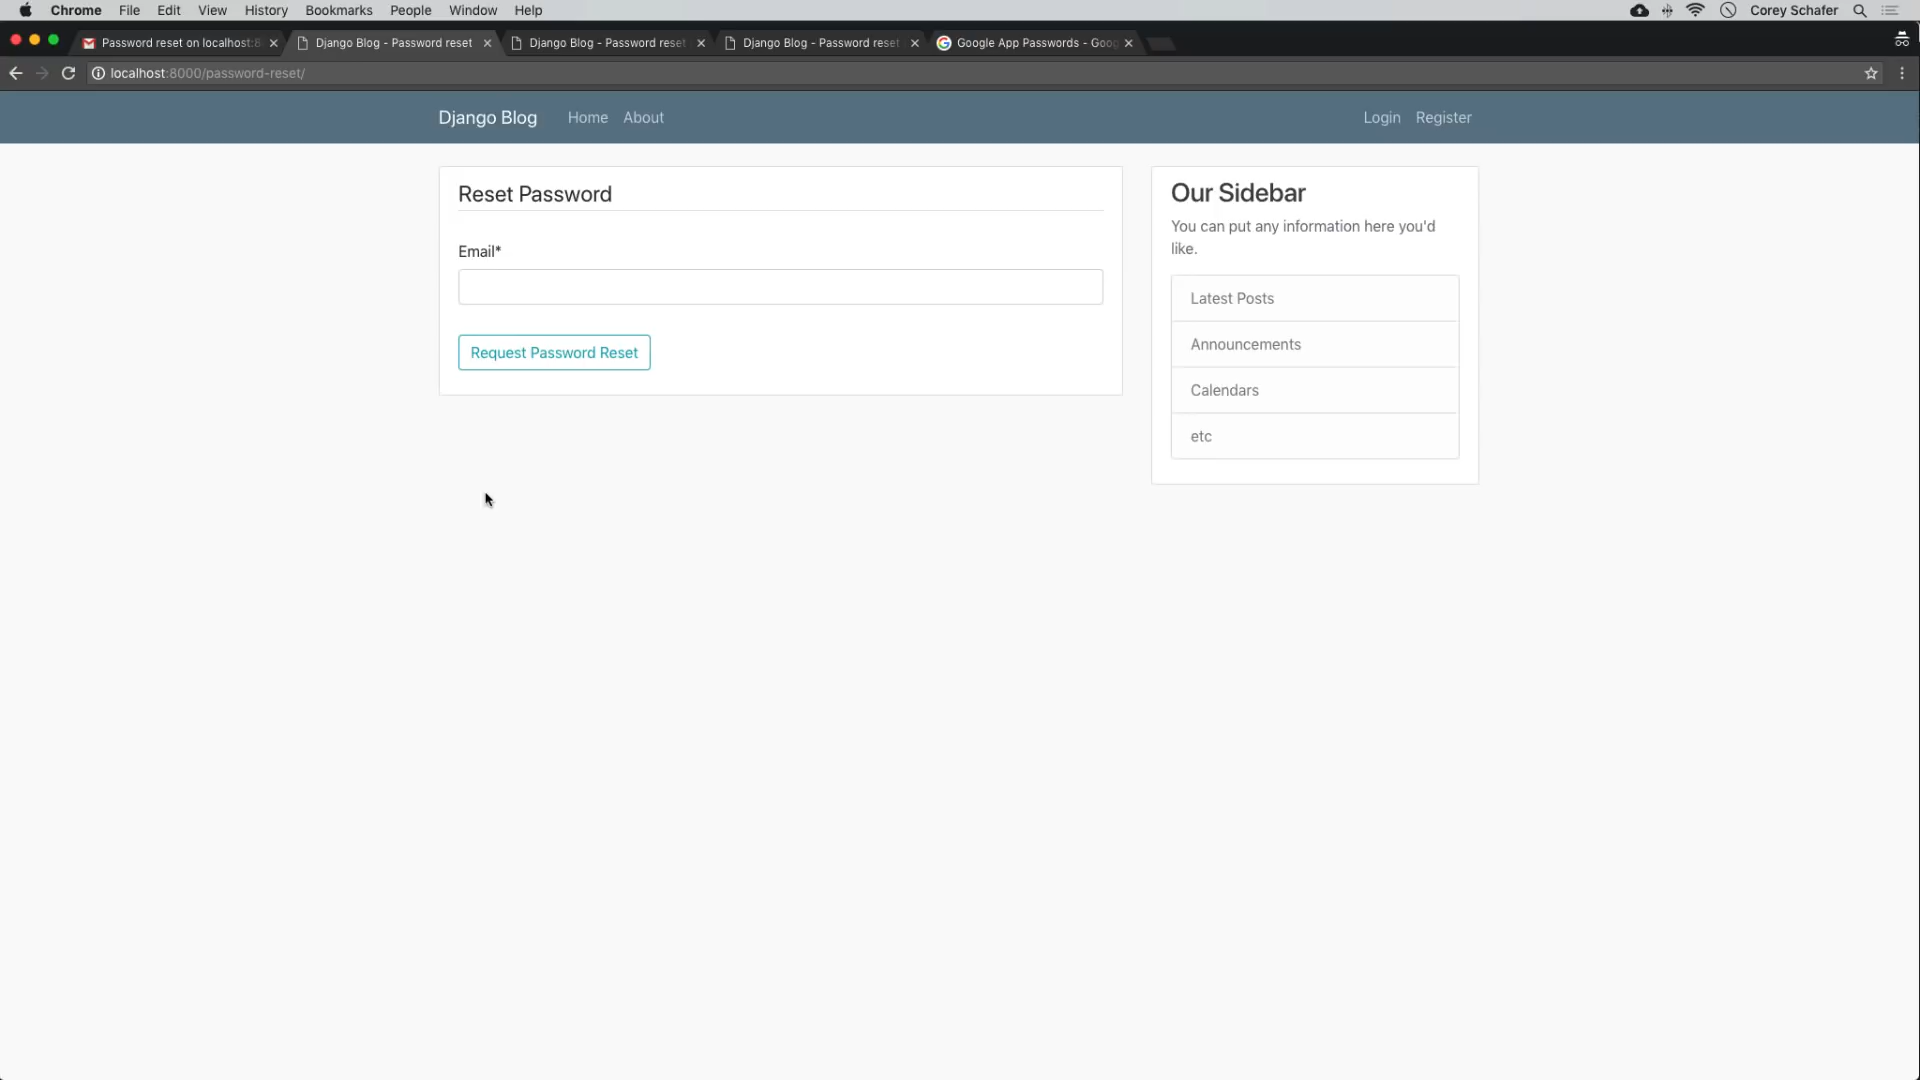 Chrome File Edit View History Bookmarks People Window Help Corey Schafer
Password reset on localhost:8 Django Blog - Password reset Django Blog - Password reset Django Blog - Password reset Google App Passwords - Goog
localhost:8000/password-reset/
Django Blog Home About Login Register
Reset Password
Email*
Request Password Reset
Our Sidebar
You can put any information here you'd
like.
Latest Posts
Announcements
Calendars
etc